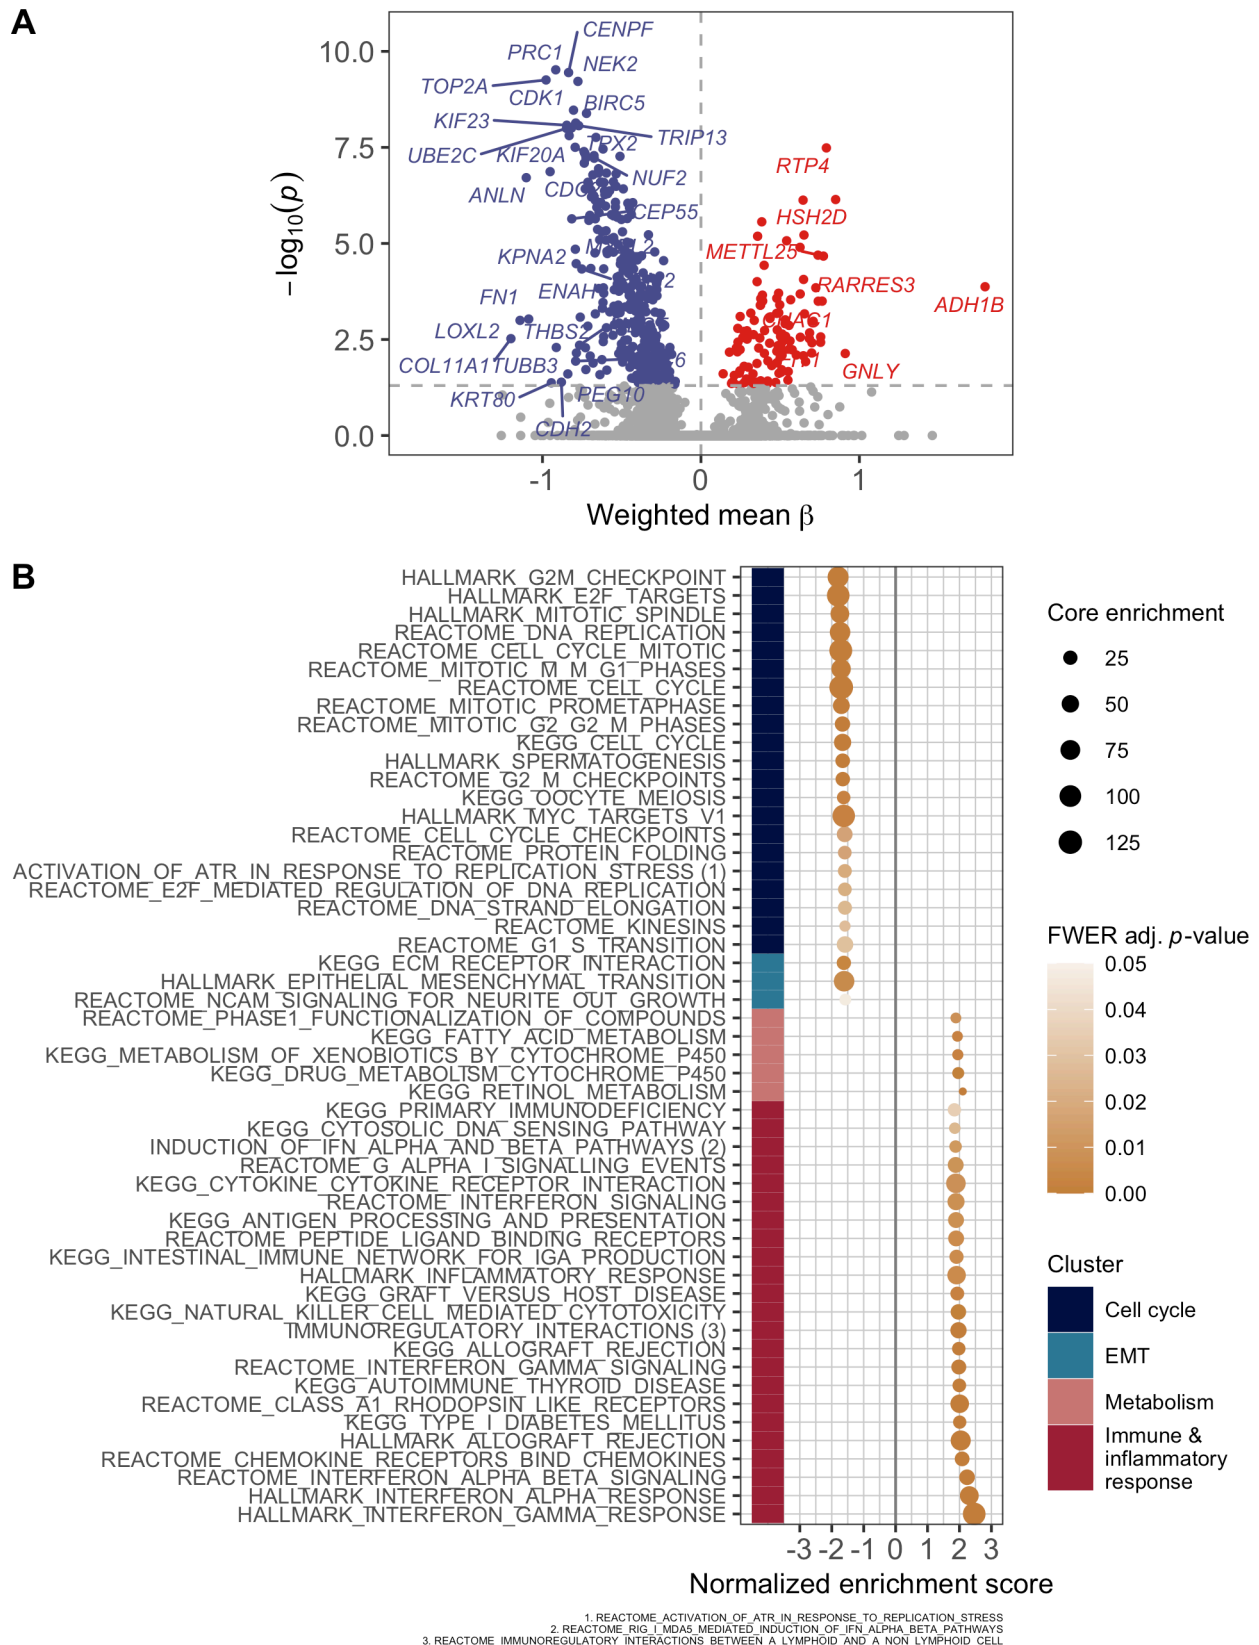 A
CENPF
PRC1
NEK2
TOP2A
CDK1
BIRC5
KIF23
TRIP13
TPX2
UBE2C
KIF20A
RTP4
ANLN
NUF2
CEP55
HSH2D
KPNA2
METTL25
ENAH
RARRES3
FN1
ADH1B
LOXL2
THBS2
COL11A1
TUBB3
GNLY
KRT80
PEG10
CDH2
10.0
7.5
5.0
2.5
0.0
−log10(p)
-1 0 1
Weighted mean β
B
HALLMARK_G2M_CHECKPOINT
HALLMARK_E2F_TARGETS
HALLMARK_MITOTIC_SPINDLE
REACTOME_DNA_REPLICATION
REACTOME_CELL_CYCLE_MITOTIC
REACTOME_MITOTIC_M_M_G1_PHASES
REACTOME_CELL_CYCLE
REACTOME_MITOTIC_PROMETAPHASE
REACTOME_MITOTIC_G2_G2_M_PHASES
KEGG_CELL_CYCLE
HALLMARK_SPERMATOGENESIS
REACTOME_G2_M_CHECKPOINTS
KEGG_OOCYTE_MEIOSIS
HALLMARK_MYC_TARGETS_V1
REACTOME_CELL_CYCLE_CHECKPOINTS
REACTOME_PROTEIN_FOLDING
ACTIVATION_OF_ATR_IN_RESPONSE_TO_REPLICATION_STRESS (1)
REACTOME_E2F_MEDIATED_REGULATION_OF_DNA_REPLICATION
REACTOME_DNA_STRAND_ELONGATION
REACTOME_KINESINS
REACTOME_G1_S_TRANSITION
KEGG_ECM_RECEPTOR_INTERACTION
HALLMARK_EPITHELIAL_MESENCHYMAL_TRANSITION
REACTOME_NCAM_SIGNALING_FOR_NEURITE_OUT_GROWTH
REACTOME_PHASE1_FUNCTIONALIZATION_OF_COMPOUNDS
KEGG_FATTY_ACID_METABOLISM
KEGG_METABOLISM_OF_XENOBIOTICS_BY_CYTOCHROME_P450
KEGG_DRUG_METABOLISM_CYTOCHROME_P450
KEGG_RETINOL_METABOLISM
KEGG_PRIMARY_IMMUNODEFICIENCY
KEGG_CYTOSOLIC_DNA_SENSING_PATHWAY
INDUCTION_OF_IFN_ALPHA_AND_BETA_PATHWAYS (2)
REACTOME_G_ALPHA_I_SIGNALLING_EVENTS
KEGG_CYTOKINE_CYTOKINE_RECEPTOR_INTERACTION
REACTOME_INTERFERON_SIGNALING
KEGG_ANTIGEN_PROCESSING_AND_PRESENTATION
REACTOME_PEPTIDE_LIGAND_BINDING_RECEPTORS
KEGG_INTESTINAL_IMMUNE_NETWORK_FOR_IGA_PRODUCTION
HALLMARK_INFLAMMATORY_RESPONSE
KEGG_GRAFT_VERSUS_HOST_DISEASE
KEGG_NATURAL_KILLER_CELL_MEDIATED_CYTOTOXICITY
IMMUNOREGULATORY_INTERACTIONS (3)
KEGG_ALLOGRAFT_REJECTION
REACTOME_INTERFERON_GAMMA_SIGNALING
KEGG_AUTOIMMUNE_THYROID_DISEASE
REACTOME_CLASS_A1_RHODOPSIN_LIKE_RECEPTORS
KEGG_TYPE_I_DIABETES_MELLITUS
HALLMARK_ALLOGRAFT_REJECTION
REACTOME_CHEMOKINE_RECEPTORS_BIND_CHEMOKINES
REACTOME_INTERFERON_ALPHA_BETA_SIGNALING
HALLMARK_INTERFERON_ALPHA_RESPONSE
HALLMARK_INTERFERON_GAMMA_RESPONSE
-3 -2 -1 0 1 2 3
Normalized enrichment score
Core enrichment
25
50
75
100
125
FWER adj. p-value
0.05
0.04
0.03
0.02
0.01
0.00
Cluster
Cell cycle
EMT
Metabolism
Immune &
inflammatory
response
1. REACTOME_ACTIVATION_OF_ATR_IN_RESPONSE_TO_REPLICATION_STRESS
2. REACTOME_RIG_I_MDA5_MEDIATED_INDUCTION_OF_IFN_ALPHA_BETA_PATHWAYS
3. REACTOME_IMMUNOREGULATORY_INTERACTIONS_BETWEEN_A_LYMPHOID_AND_A_NON_LYMPHOID_CELL